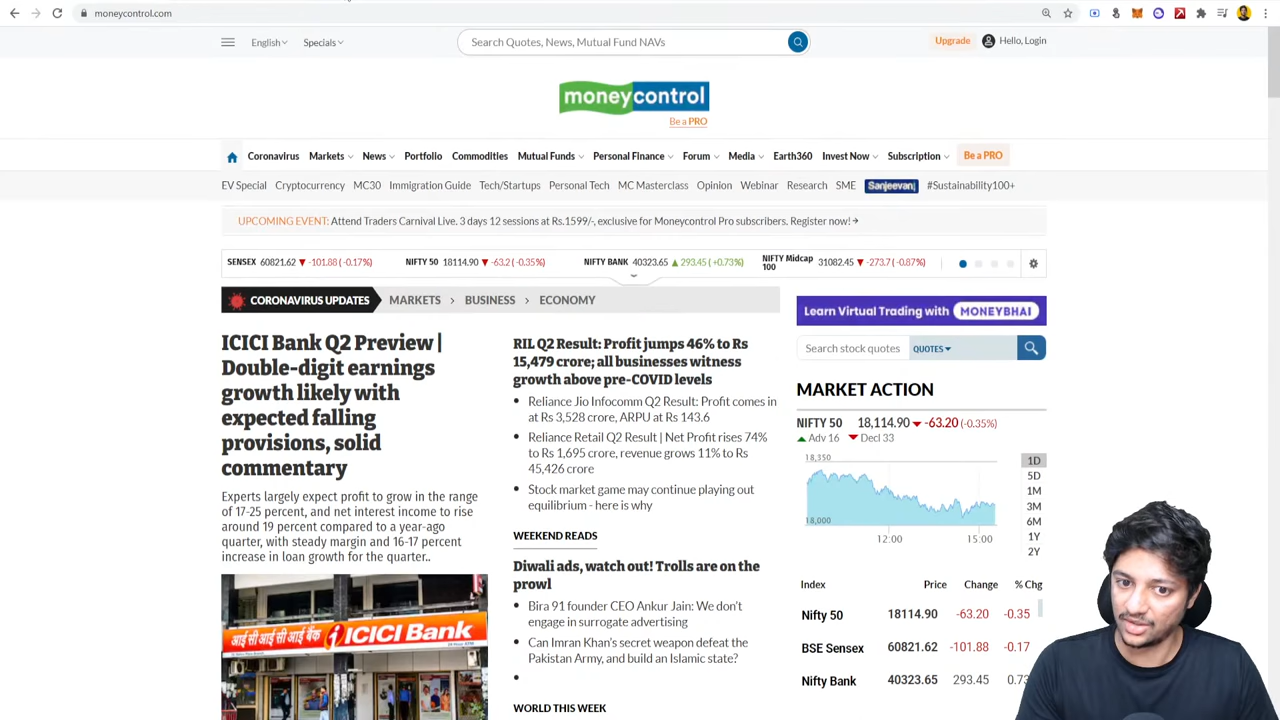 moneycontrol.com
English
Specials
Search Quotes, News, Mutual Fund NAVs
Upgrade
Hello, Login
moneycontrol
Be a PRO
Coronavirus Markets News Portfolio Commodities Mutual Funds Personal Finance Forum Media Earth360 Invest Now Subscription Be a PRO
EV Special Cryptocurrency MC30 Immigration Guide Tech/Startups Personal Tech MC Masterclass Opinion Webinar Research SME Sanjeevani #Sustainability100+
UPCOMING EVENT: Attend Traders Carnival Live. 3 days 12 sessions at Rs.1599/-, exclusive for Moneycontrol Pro subscribers. Register now!
SENSEX 60821.62 -101.88 (-0.17%)
NIFTY 50 18114.90 -63.2 (-0.35%)
NIFTY BANK 40323.65 293.45 (+0.73%)
NIFTY Midcap
100 31082.45 -273.7 (-0.87%)
CORONAVIRUS UPDATES MARKETS BUSINESS ECONOMY
ICICI Bank Q2 Preview |
Double-digit earnings
growth likely with
expected falling
provisions, solid
commentary
Experts largely expect profit to grow in the range
of 17-25 percent, and net interest income to rise
around 19 percent compared to a year-ago
quarter, with steady margin and 16-17 percent
increase in loan growth for the quarter..
आई सी आई सी आई बैंक ICICI Bank
RIL Q2 Result: Profit jumps 46% to Rs
15,479 crore; all businesses witness
growth above pre-COVID levels
Reliance Jio Infocomm Q2 Result: Profit comes in
at Rs 3,528 crore, ARPU at Rs 143.6
Reliance Retail Q2 Result | Net Profit rises 74%
to Rs 1,695 crore, revenue grows 11% to Rs
45,426 crore
Stock market game may continue playing out
equilibrium - here is why
WEEKEND READS
Diwali ads, watch out! Trolls are on the
prowl
Bira 91 founder CEO Ankur Jain: We don't
engage in surrogate advertising
Can Imran Khan's secret weapon defeat the
Pakistan Army, and build an Islamic state?
WORLD THIS WEEK
Learn Virtual Trading with MONEYBHAI
Search stock quotes QUOTES
MARKET ACTION
NIFTY 50 18,114.90 -63.20 (-0.35%)
Adv 16 Decl 33
18,350
18,000
12:00 15:00
1D
5D
1M
3M
6M
1Y
2Y
Index Price Change % Chg
Nifty 50 18114.90 -63.20 -0.35
BSE Sensex 60821.62 -101.88 -0.17
Nifty Bank 40323.65 293.45 0.73